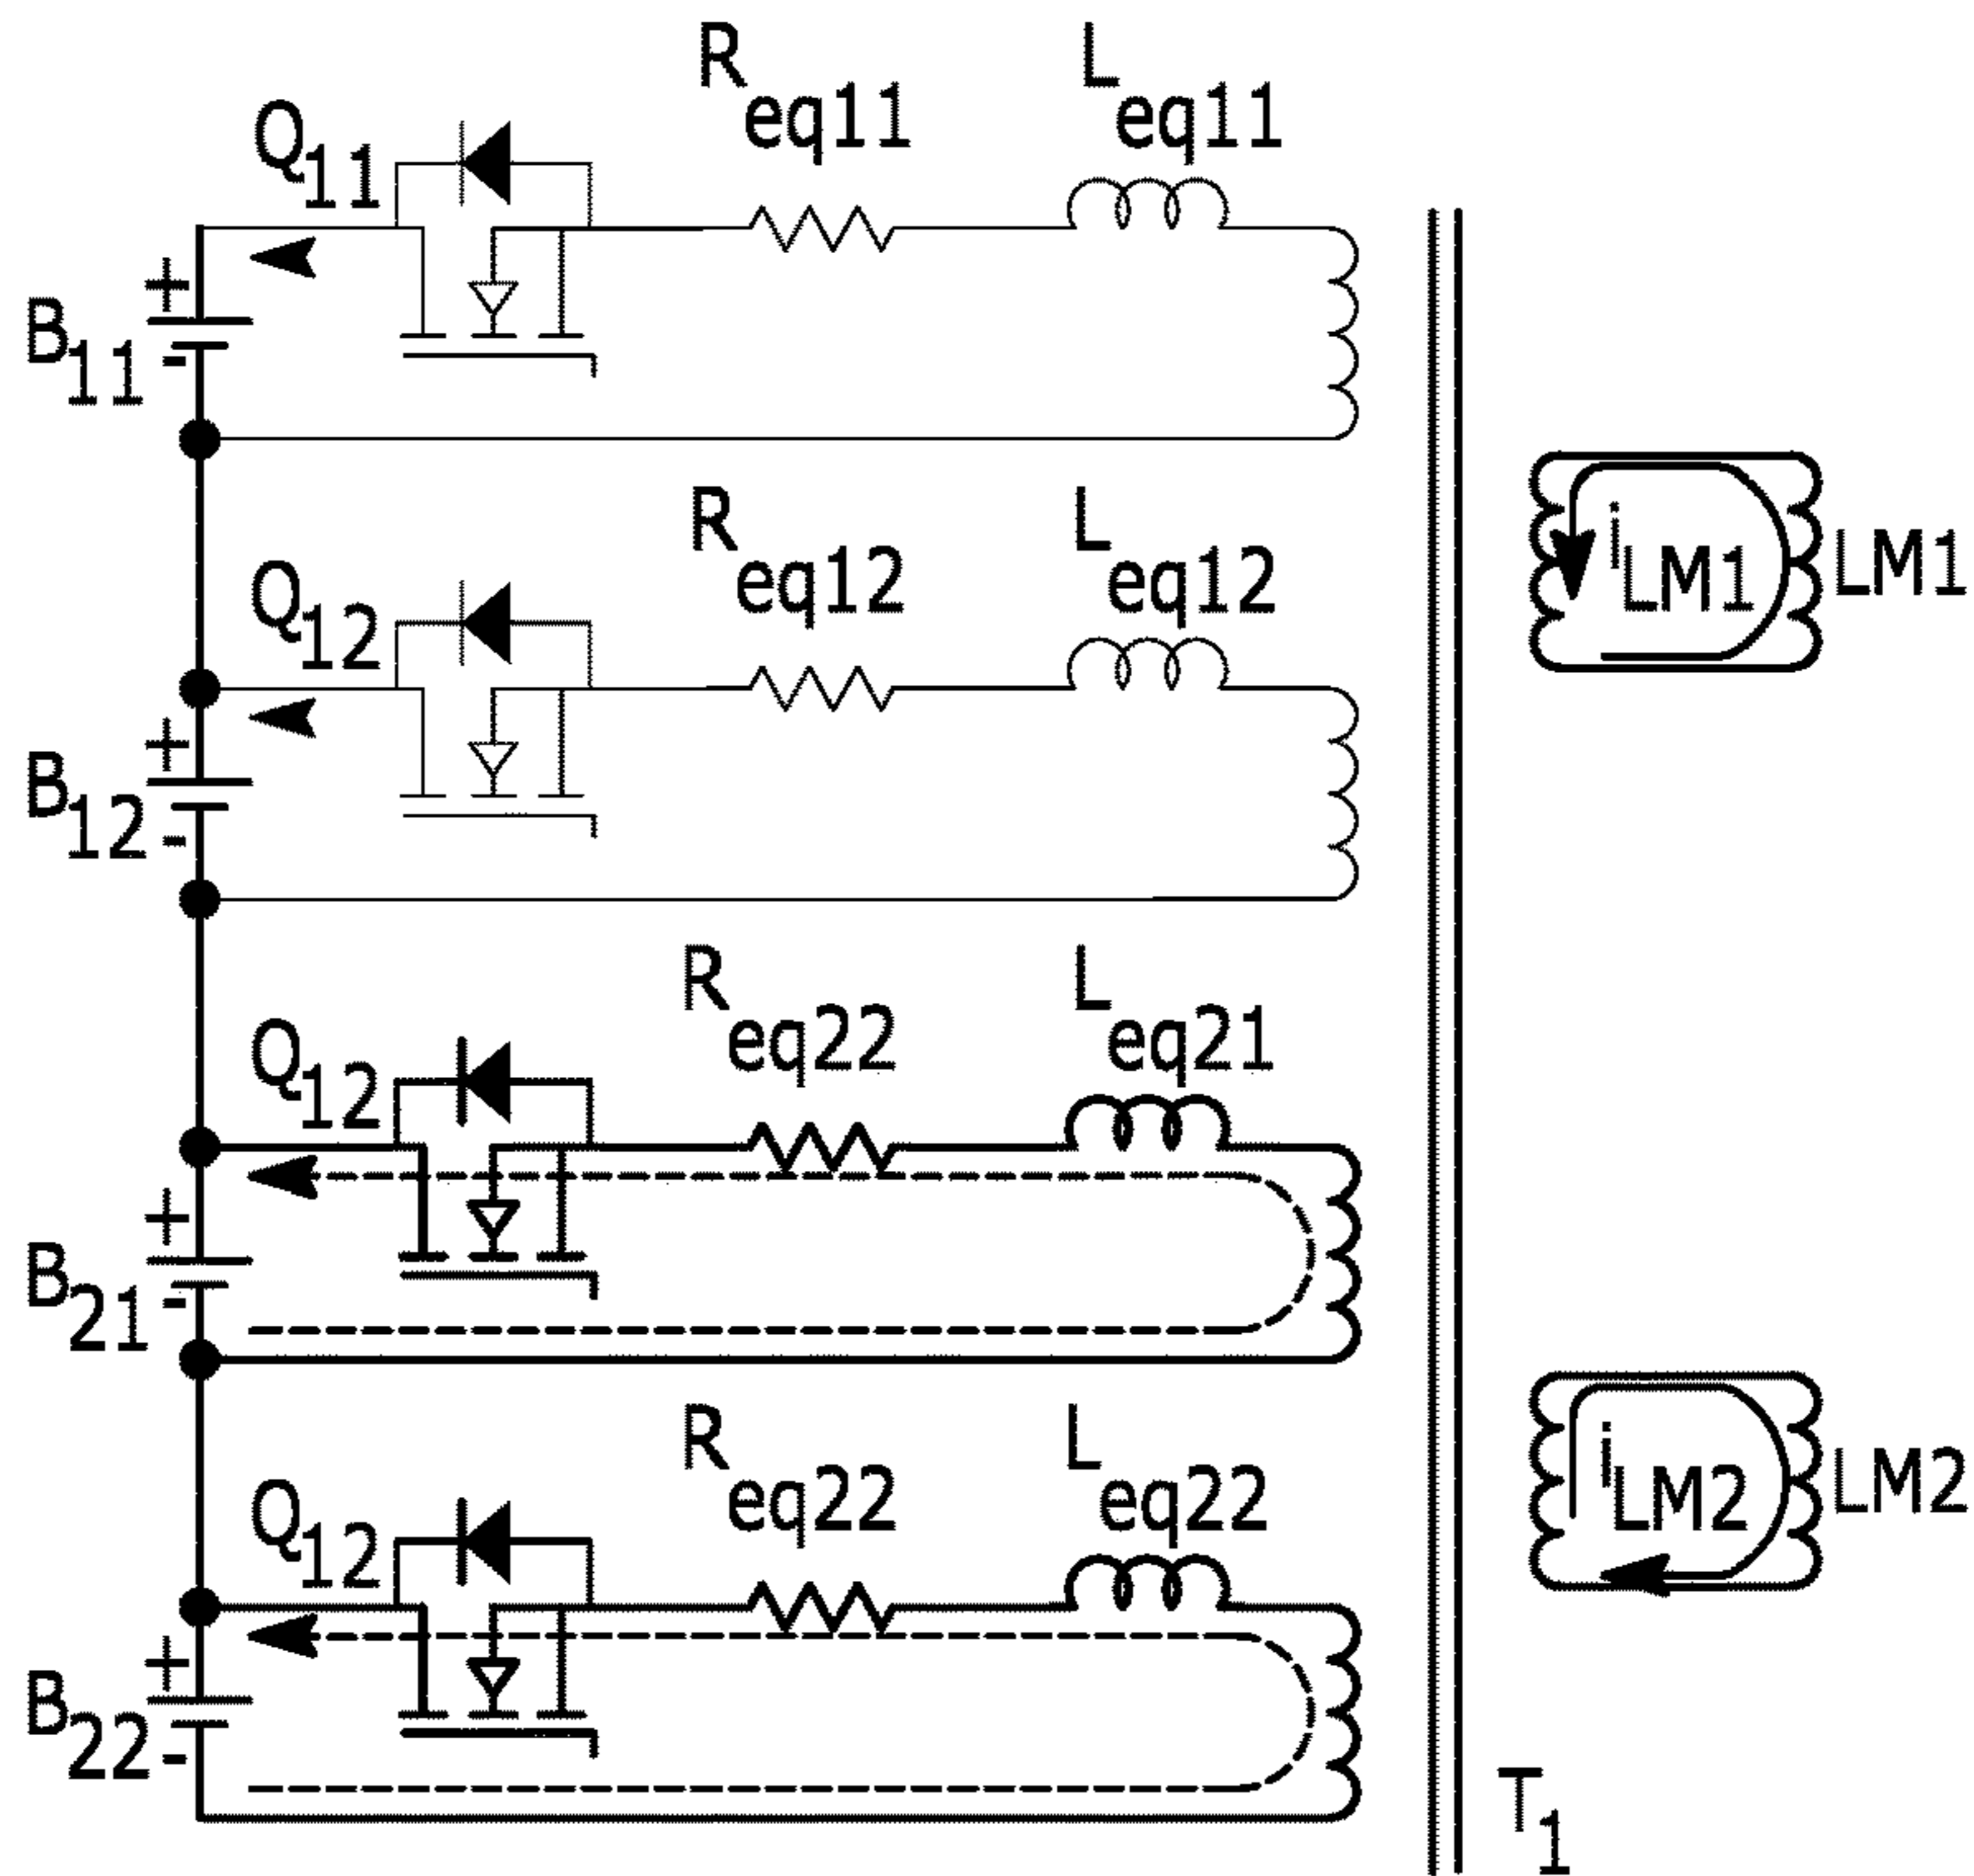 R eq11
L eq11
Q 11
+
B 11 -
R eq12
L eq12
i LM1
LM1
Q 12
+
B 12 -
R eq22
L eq21
Q 12
+
B 21 -
R eq22
L eq22
i LM2
LM2
Q 12
+
B 22 -
T 1